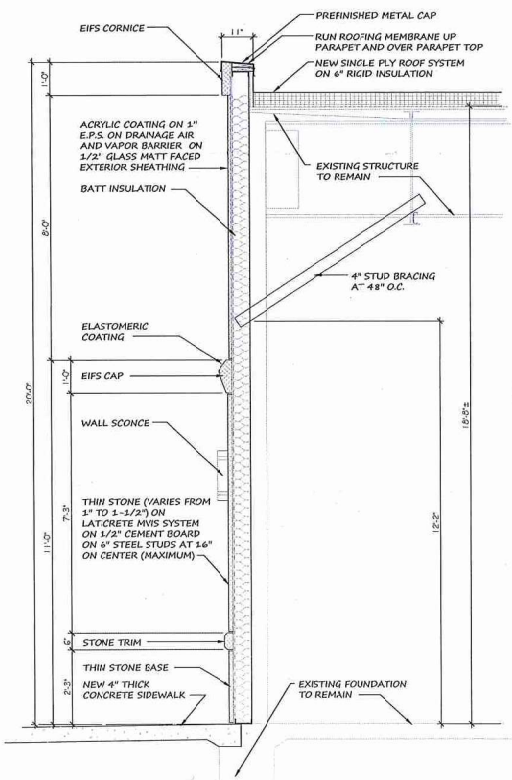 EIFS CORNICE
11"
PREFINISHED METAL CAP
RUN ROOFING MEMBRANE UP
PARAPET AND OVER PARAPET TOP
NEW SINGLE PLY ROOF SYSTEM
ON 6" RIGID INSULATION
1'-0"
ACRYLIC COATING ON 1"
E.P.S. ON DRANAGE AIR
AND VAPOR BARRIER ON
1/2" GLASS MATT FACED
EXTERIOR SHEATHING
EXISTING STRUCTURE
TO REMAIN
BATT INSULATION
8'-0"
4" STUD BRACING
AT 48" O.C.
ELASTOMERIC
COATING
EIFS CAP
1'-0"
20'-0"
18'-8"±
WALL SCONCE
THIN STONE (VARIES FROM
1" TO 1-1/2") ON
LATICRETE MVIS SYSTEM
ON 1/2" CEMENT BOARD
ON 6" STEEL STUDS AT 16"
ON CENTER (MAXIMUM)
7'-3"
11'-0"
12'-2"
STONE TRIM
6"
THIN STONE BASE
NEW 4" THICK
CONCRETE SIDEWALK
2'-3"
EXISTING FOUNDATION
TO REMAIN